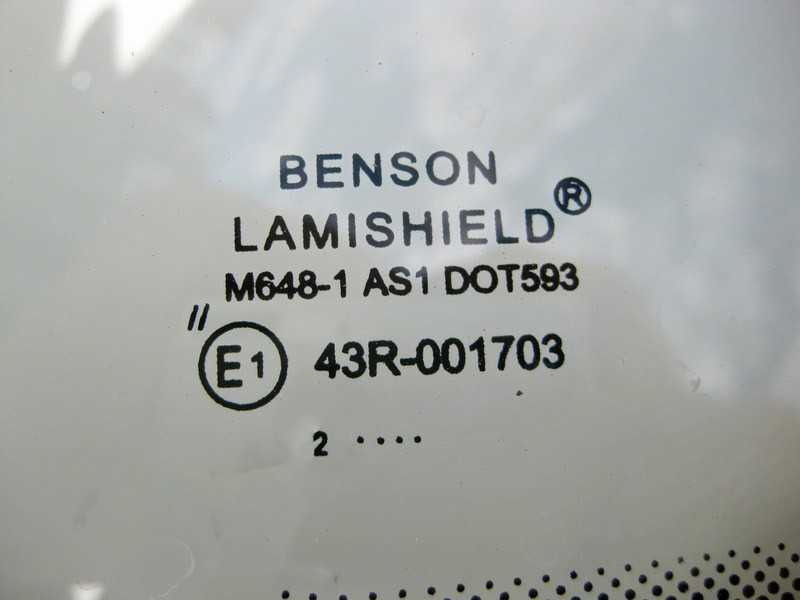 BENSON
LAMISHIELD®
M648-1 AS1 DOT593
//
E1 43R-001703
2 ····